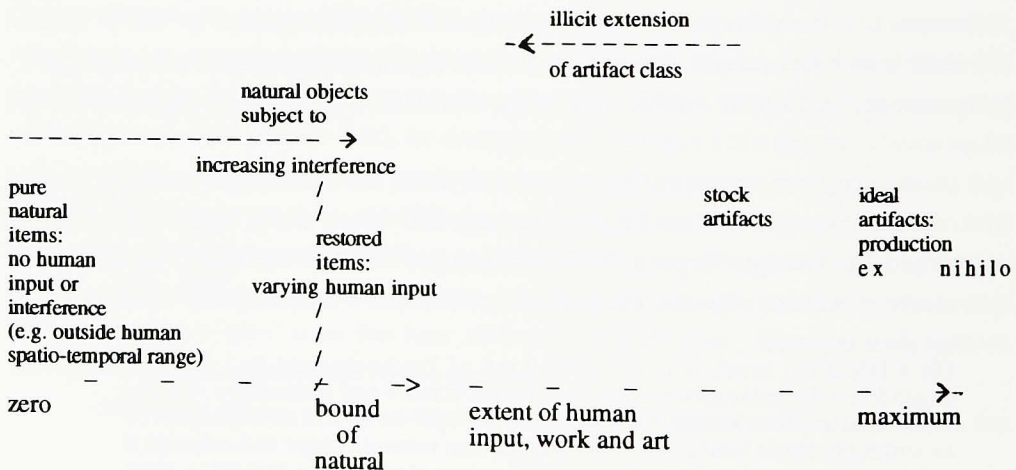 illicit extension
of artifact class
natural objects
subject to
increasing interference
pure
natural
items:
no human
input or
interference
(e.g. outside human
spatio-temporal range)
restored
items:
varying human input
stock
artifacts
ideal
artifacts:
production
ex nihilo
zero
bound
of
natural
extent of human
input, work and art
maximum